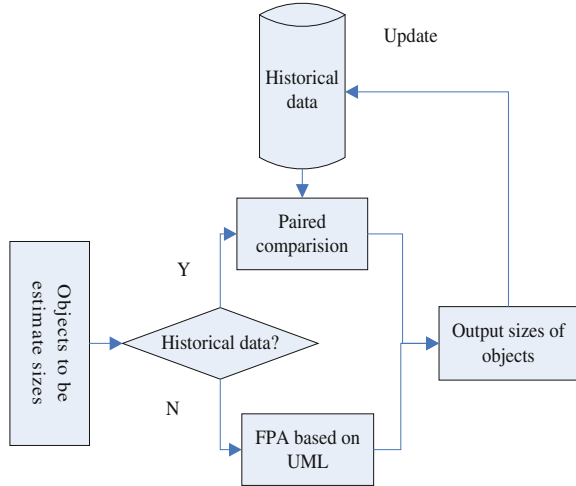 Update
Historical
data
Paired
comparision
Y
Objects to be
estimate sizes
Historical data?
Output sizes of
objects
N
FPA based on
UML